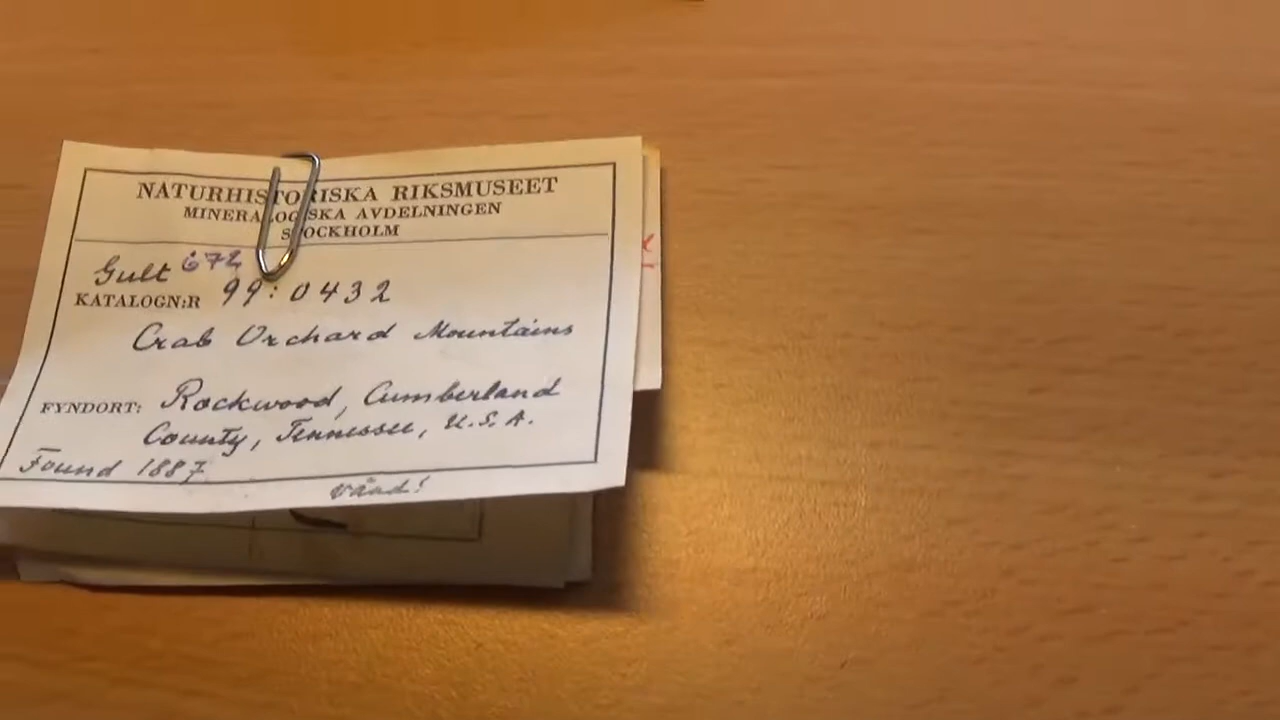 NATURHISTORISKA RIKSMUSEET
MINERALOGISKA AVDELNINGEN
STOCKHOLM
Gult 672
KATALOGN:R 99:0432
Crab Orchard Mountains
FYNDORT: Rockwood, Cumberland
County, Tennessee, U.S.A.
Found 1887
vänd!